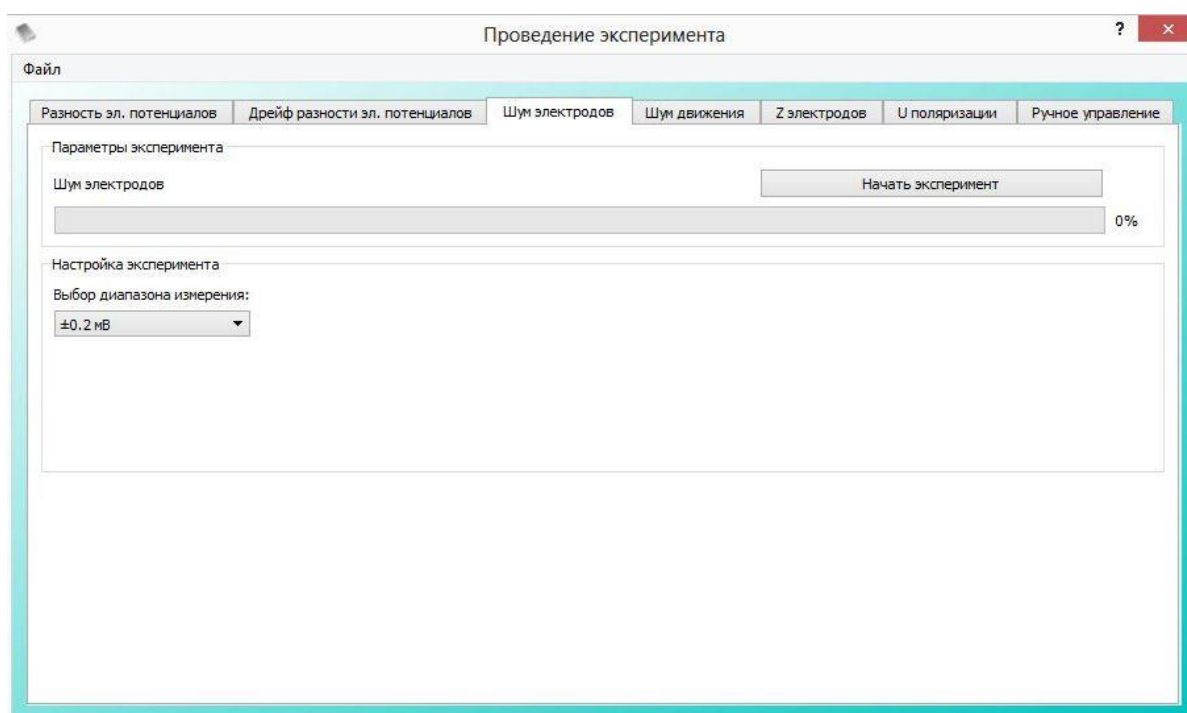 Проведение эксперимента
?
Файл
Разность эл. потенциалов Дрейф разности эл. потенциалов Шум электродов Шум движения Z электродов U поляризации Ручное управление
Параметры эксперимента
Шум электродов Начать эксперимент
0%
Настройка эксперимента
Выбор диапазона измерения:
±0.2 мВ